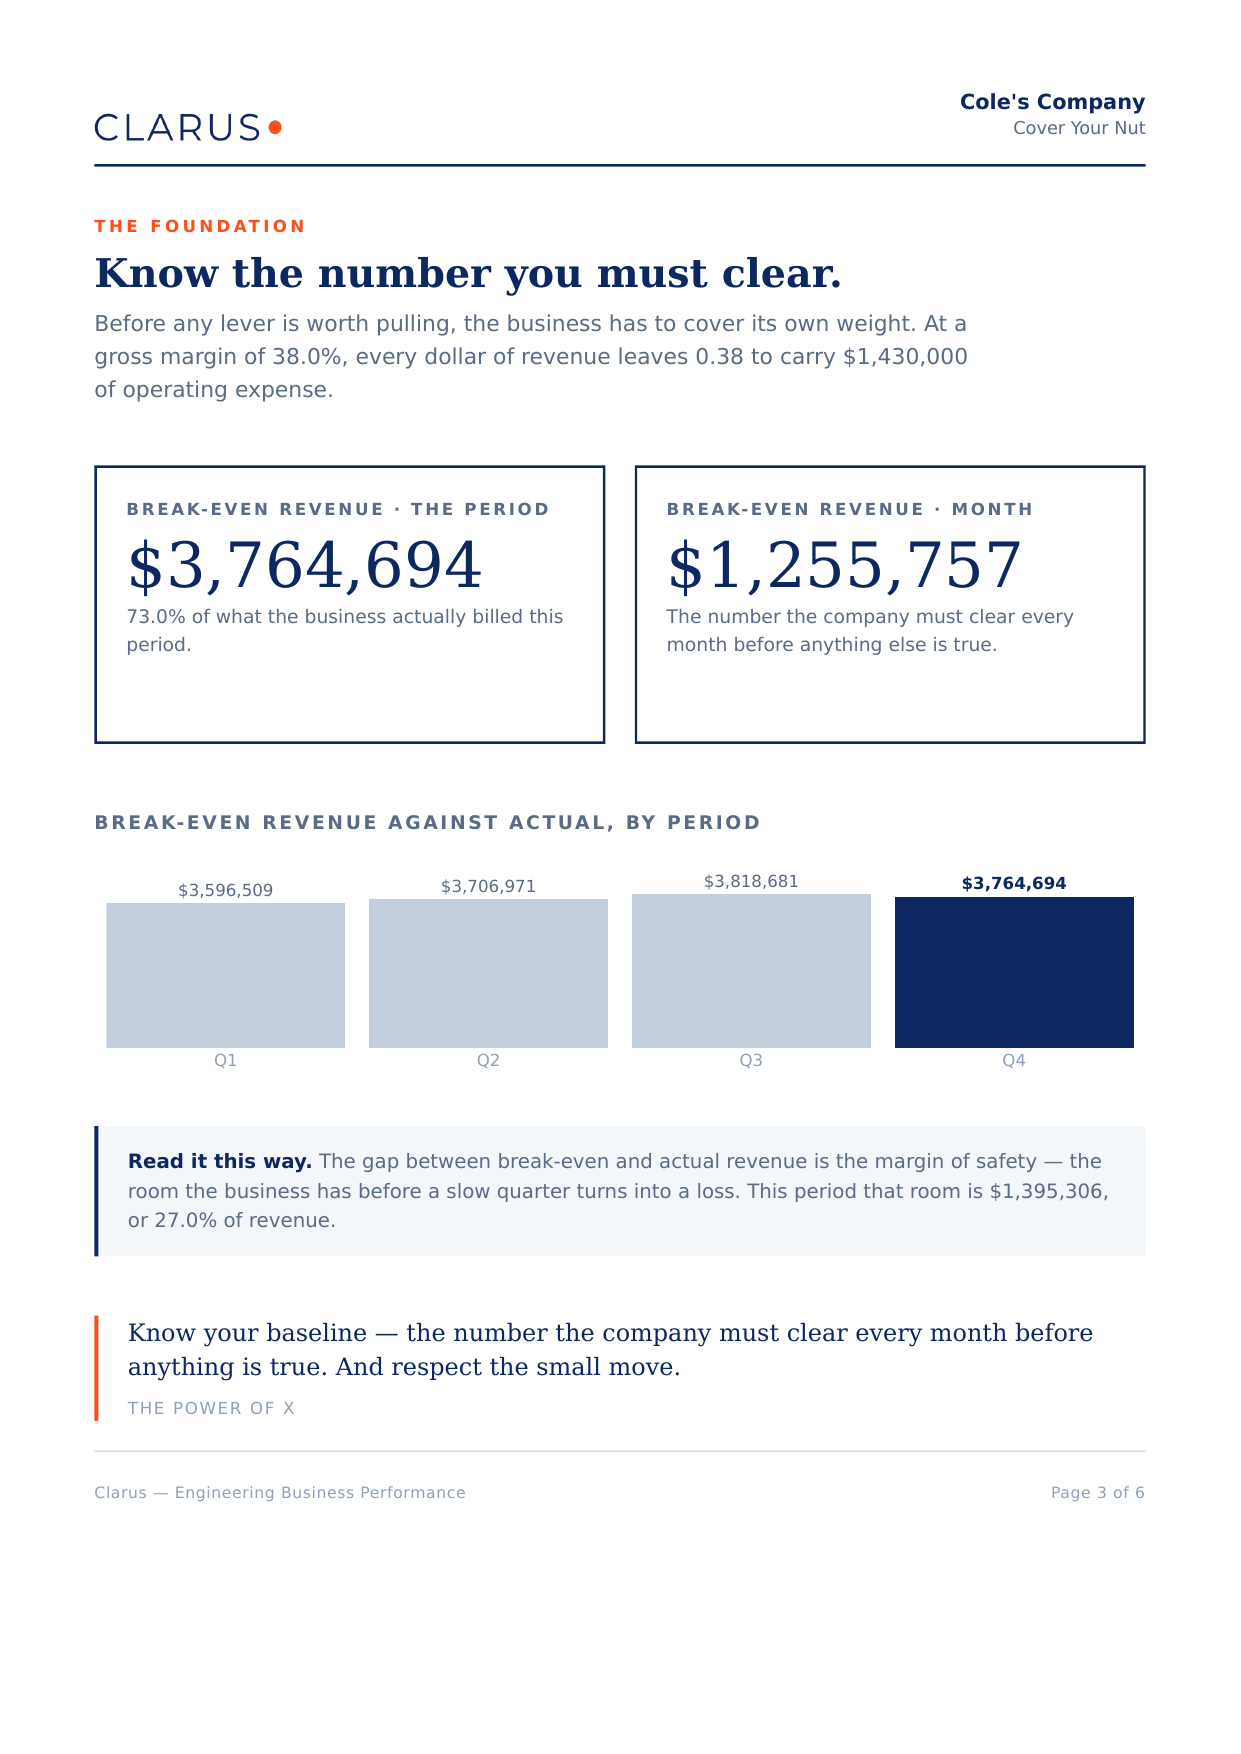 CLARUS
Cole's Company
Cover Your Nut
THE FOUNDATION
Know the number you must clear.
Before any lever is worth pulling, the business has to cover its own weight. At a
gross margin of 38.0%, every dollar of revenue leaves 0.38 to carry $1,430,000
of operating expense.
BREAK-EVEN REVENUE · THE PERIOD
$3,764,694
73.0% of what the business actually billed this
period.
BREAK-EVEN REVENUE · MONTH
$1,255,757
The number the company must clear every
month before anything else is true.
BREAK-EVEN REVENUE AGAINST ACTUAL, BY PERIOD
$3,596,509
$3,706,971
$3,818,681
$3,764,694
Q1
Q2
Q3
Q4
Read it this way. The gap between break-even and actual revenue is the margin of safety — the
room the business has before a slow quarter turns into a loss. This period that room is $1,395,306,
or 27.0% of revenue.
Know your baseline — the number the company must clear every month before
anything is true. And respect the small move.
THE POWER OF X
Clarus — Engineering Business Performance
Page 3 of 6